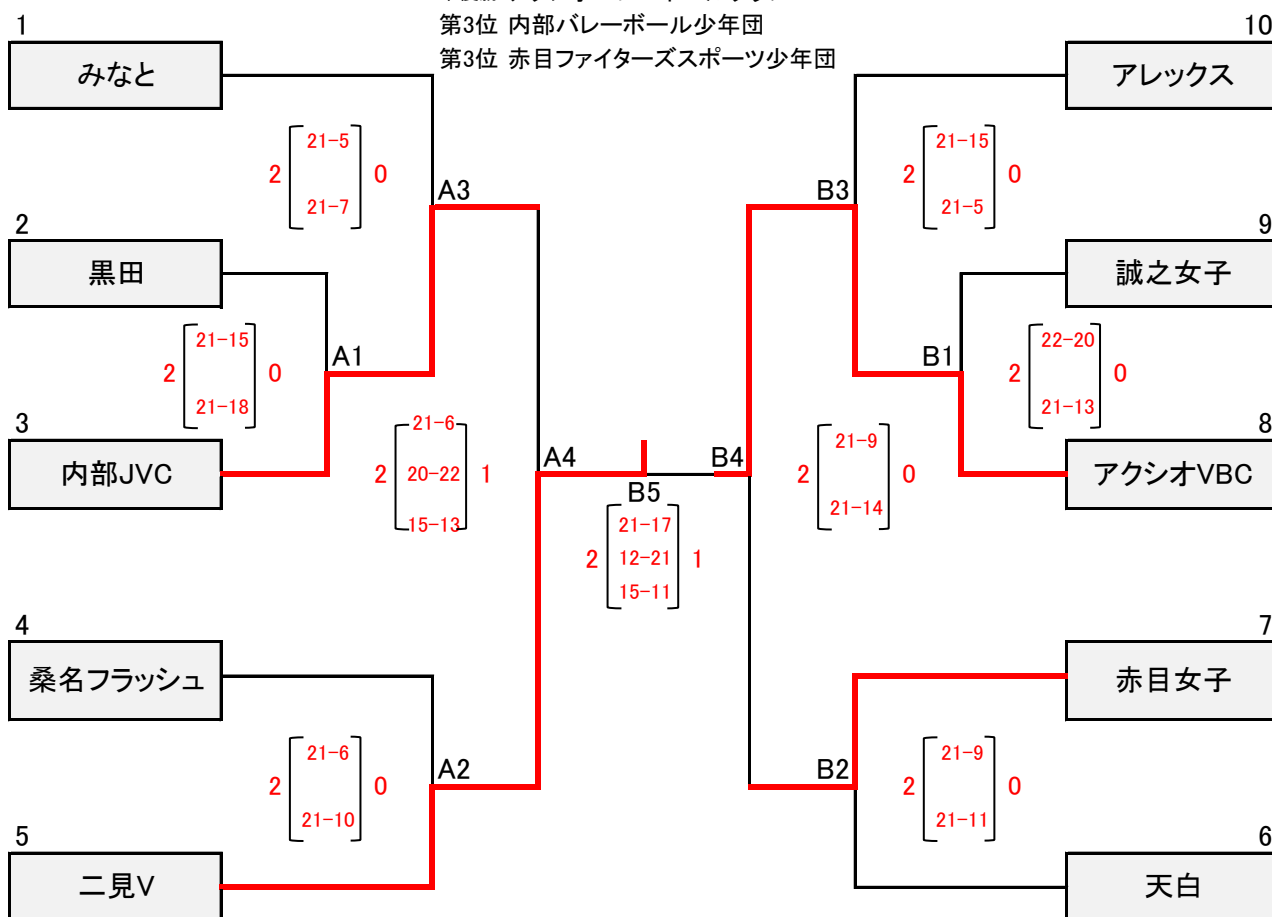 第3位 内部バレーボール少年団
第3位 赤目ファイターズスポーツ少年団
1
みなと
10
アレックス
2
21-5
21-7
0
A3
B3
2
21-15
21-5
0
2
黒田
9
誠之女子
2
21-15
21-18
0
A1
B1
2
22-20
21-13
0
3
内部JVC
8
アクシオVBC
2
21-6
20-22
15-13
1
A4
B4
2
21-9
21-14
0
B5
2
21-17
12-21
15-11
1
4
桑名フラッシュ
7
赤目女子
2
21-6
21-10
0
A2
B2
2
21-9
21-11
0
5
二見V
6
天白